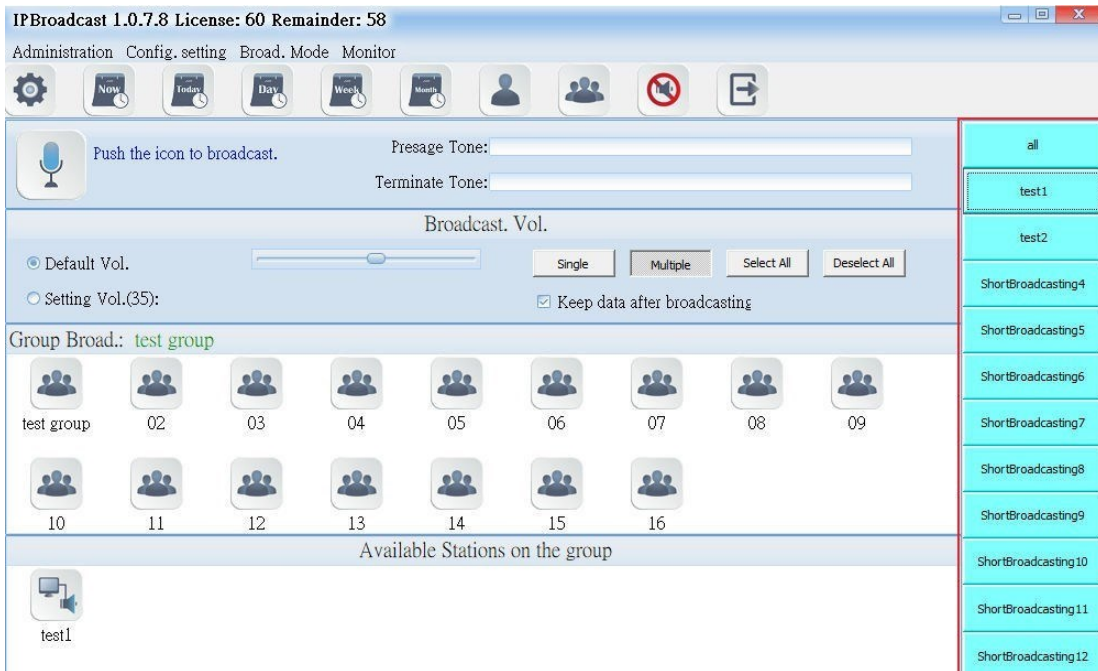 IPBroadcast 1.0.7.8 License: 60 Remainder: 58
Administration Config. setting Broad. Mode Monitor
Now Today Day Week Month
Push the icon to broadcast.
Presage Tone:
Terminate Tone:
Broadcast. Vol.
Default Vol.
Single Multiple Select All Deselect All
Setting Vol.(35):
Keep data after broadcasting
Group Broad.: test group
test group 02 03 04 05 06 07 08 09
10 11 12 13 14 15 16
Available Stations on the group
test1
all
test1
test2
ShortBroadcasting4
ShortBroadcasting5
ShortBroadcasting6
ShortBroadcasting7
ShortBroadcasting8
ShortBroadcasting9
ShortBroadcasting10
ShortBroadcasting11
ShortBroadcasting12